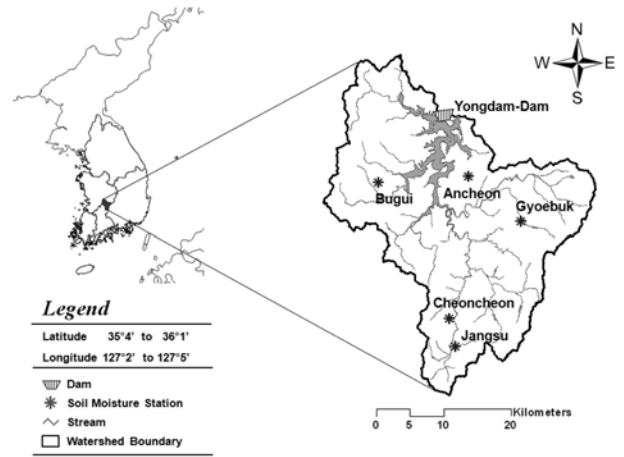 N
W E
S
Yongdam-Dam
Bugui
Ancheon
Gyoebuk
Cheoncheon
Jangsu
Legend
Latitude 35°4' to 36°1'
Longitude 127°2' to 127°5'
Dam
Soil Moisture Station
Stream
Watershed Boundary
Kilometers
0 5 10 20